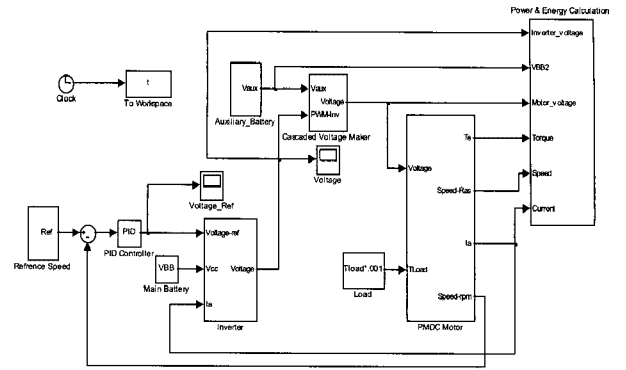 Power & Energy Calculation
Inverter_voltage
VBB2
Motor_voltage
Torque
Speed
Current
t
Clock
To Workspace
Vaux
Auxiliary_Battery
Vaux
Voltage
PWM-Inv
Cascaded Voltage Maker
Voltage
Voltage_Ref
Voltage
Te
Speed-Ras
ia
Speed-rpm
TLoad
PMDC Motor
Ref
Refrence Speed
PID
PID Controller
VBB
Main Battery
Voltage-ref
Vcc
Voltage
ia
Inverter
Tload*.001
Load